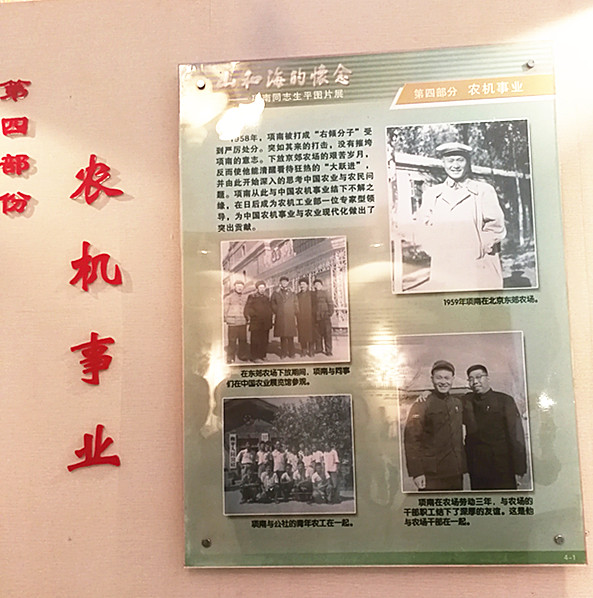 第四部份
农机事业
山和海的怀念
——项南同志生平图片展
第四部分 农机事业
1958年，项南被打成“右倾分子”受
到严厉处分。突如其来的打击，没有摧垮
项南的意志。下放京郊农场的艰苦岁月，
反而使他能清醒看待狂热的“大跃进”，
并由此开始深入的思考中国农业与农民问
题。项南从此与中国农机事业结下不解之
缘，在日后成为农机工业部一位专家型领
导，为中国农机事业与农业现代化做出了
突出贡献。
1959年项南在北京东郊农场。
在东郊农场下放期间，项南与同事
们在中国农业展览馆参观。
项南在农场劳动三年，与农场的
干部职工结下了深厚的友谊。这是他
与农场干部在一起。
项南与公社的青年农工在一起。
4-1